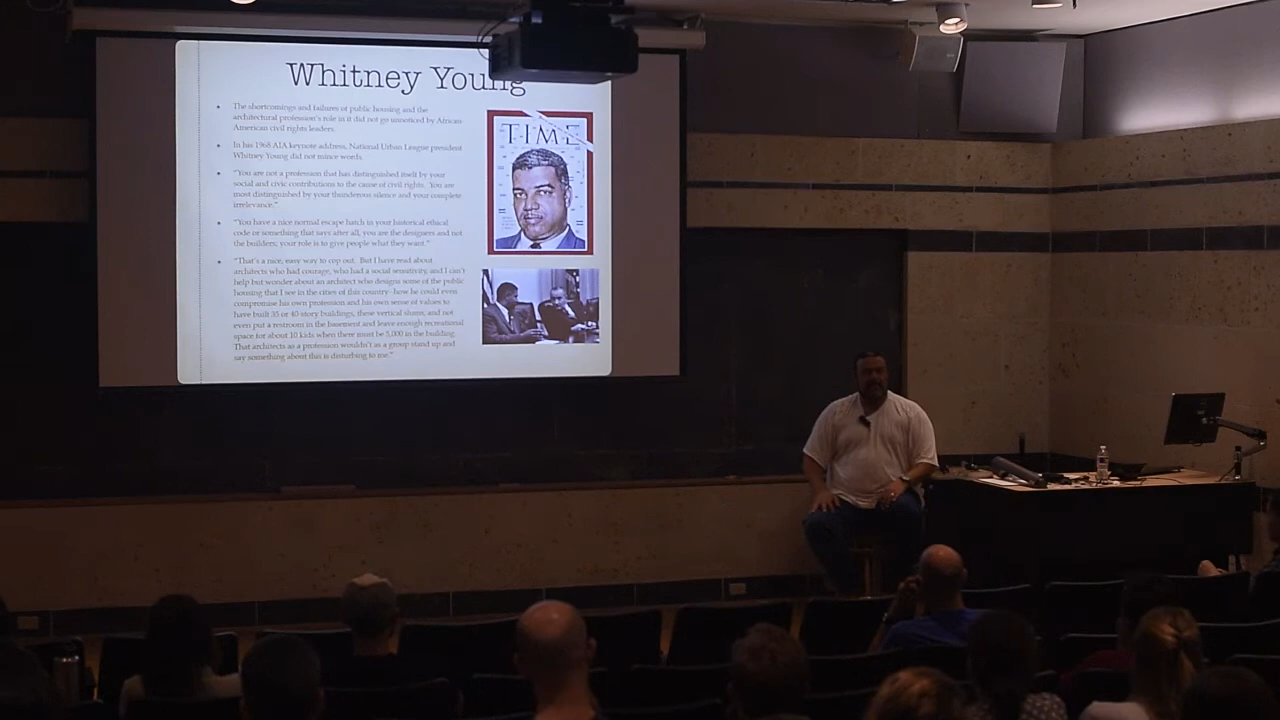 Whitney Young
• The shortcomings and failures of public housing and the
architectural profession's role in it did not go unnoticed by African-
American civil rights leaders.
• In his 1968 AIA keynote address, National Urban League president
Whitney Young did not mince words.
• "You are not a profession that has distinguished itself by your
social and civic contributions to the cause of civil rights. You are
most distinguished by your thunderous silence and your complete
irrelevance."
• "You have a nice normal escape hatch in your historical ethical
code or something that says after all, you are the designers and not
the builders; your role is to give people what they want."
• "That's a nice, easy way to cop out. But I have read about
architects who had courage, who had a social sensitivity, and I can't
help but wonder about an architect who designs some of the public
housing that I see in the cities of this country--how he could even
compromise his own profession and his own sense of values to
have built 35 or 40 story buildings, these vertical slums, and not
even put a restroom in the basement and leave enough recreational
space for about 10 kids when there must be 5,000 in the building.
That architects as a profession wouldn't as a group stand up and
say something about this is disturbing to me."
TIME